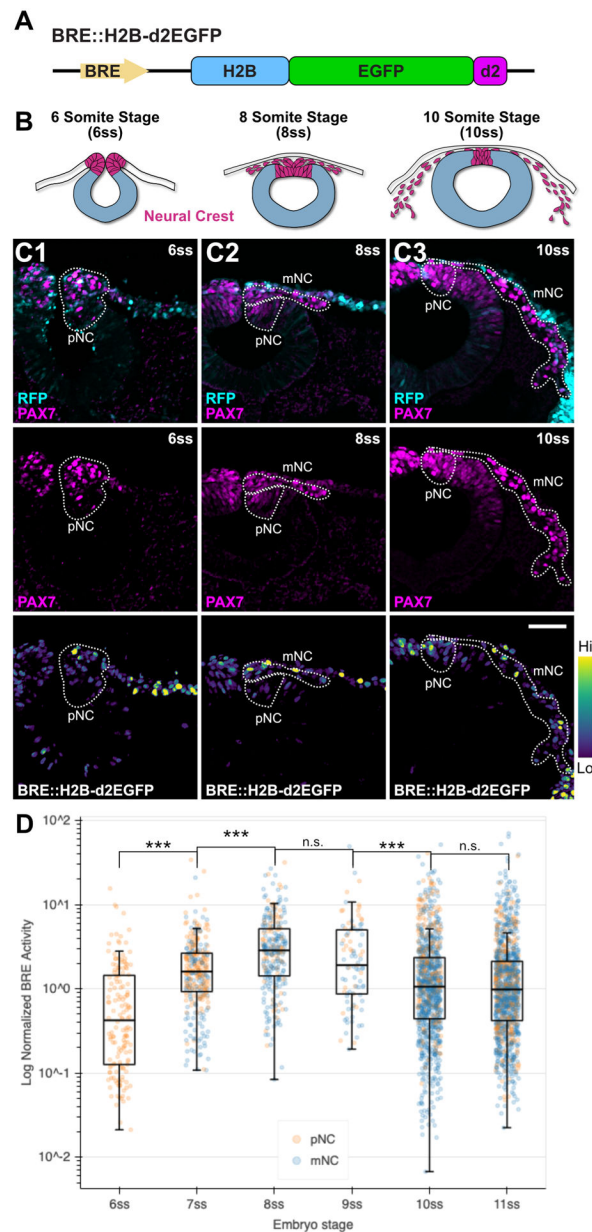 A
BRE::H2B-d2EGFP
BRE
H2B
EGFP
d2
B
6 Somite Stage
(6ss)
8 Somite Stage
(8ss)
10 Somite Stage
(10ss)
Neural Crest
C1
6ss
pNC
RFP
PAX7
C2
8ss
mNC
pNC
RFP
PAX7
C3
10ss
mNC
pNC
RFP
PAX7
6ss
pNC
PAX7
8ss
mNC
pNC
PAX7
10ss
mNC
pNC
PAX7
pNC
BRE::H2B-d2EGFP
mNC
pNC
BRE::H2B-d2EGFP
mNC
pNC
BRE::H2B-d2EGFP
Hi
Lo
D
10^2
10^1
10^0
10^-1
10^-2
Log Normalized BRE Activity
***
***
n.s.
***
n.s.
pNC
mNC
6ss
7ss
8ss
9ss
10ss
11ss
Embryo stage